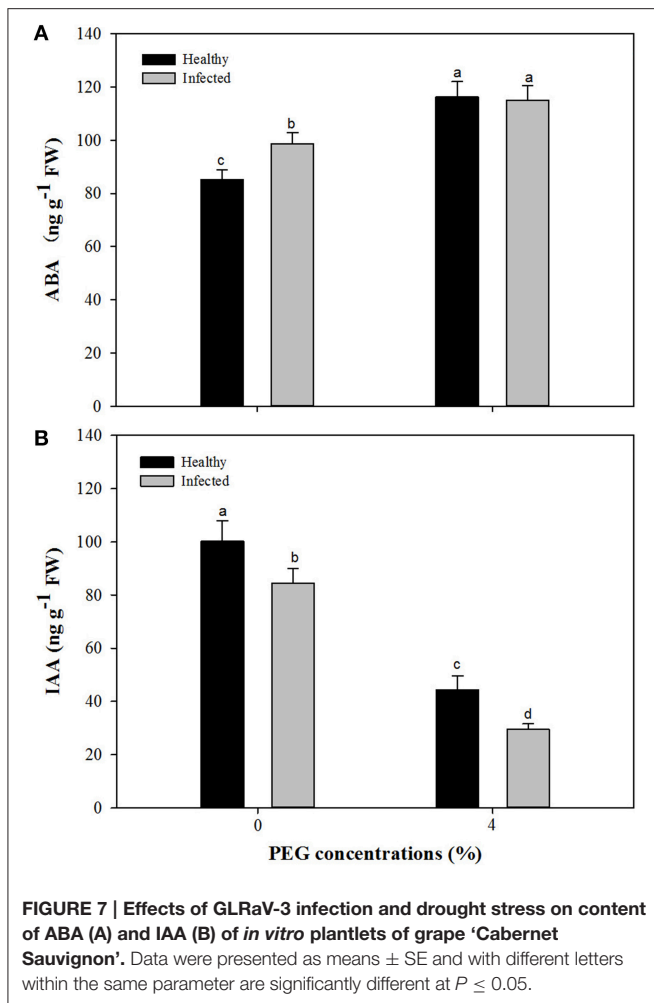 A
140
120
100
80
60
40
20
0
ABA (ng g-1 FW)
Healthy
Infected
c
b
a
a
B
140
120
100
80
60
40
20
0
IAA (ng g-1 FW)
Healthy
Infected
a
b
c
d
0
4
PEG concentrations (%)
FIGURE 7 | Effects of GLRaV-3 infection and drought stress on content
of ABA (A) and IAA (B) of in vitro plantlets of grape ‘Cabernet
Sauvignon’. Data were presented as means ± SE and with different letters
within the same parameter are significantly different at P ≤ 0.05.